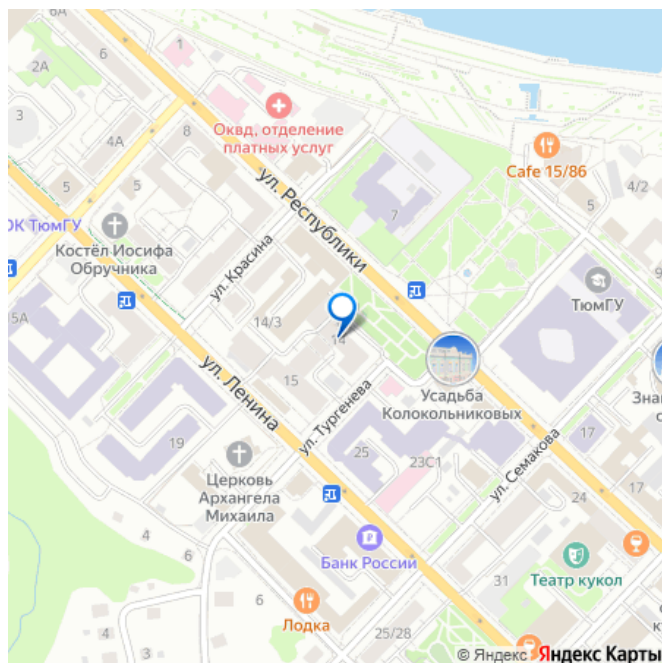 6А
6
1
2А
3
4А
8
Оквд, отделение
платных услуг
Cafe 15/86
4/2
5
5
5
7
ул. Республики
ОК ТюмГУ
Костёл Иосифа
Обручника
ул. Красина
ТюмГУ
5А
14/3
14
ул. Ленина
15
Усадьба
Колокольниковых
ул. Тургенева
Зна
19
25
23С1
17
17
ул. Семакова
Церковь
Архангела
Михаила
24
4
6
Банк России
31
Театр кукол
4
6
Лодка
25/28
3
4
© Яндекс Яндекс Карты